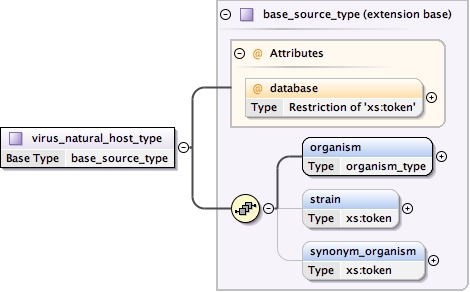 base_source_type (extension base)
@ Attributes
@ database
Type Restriction of 'xs:token'
virus_natural_host_type
Base Type base_source_type
organism
Type organism_type
strain
Type xs:token
synonym_organism
Type xs:token